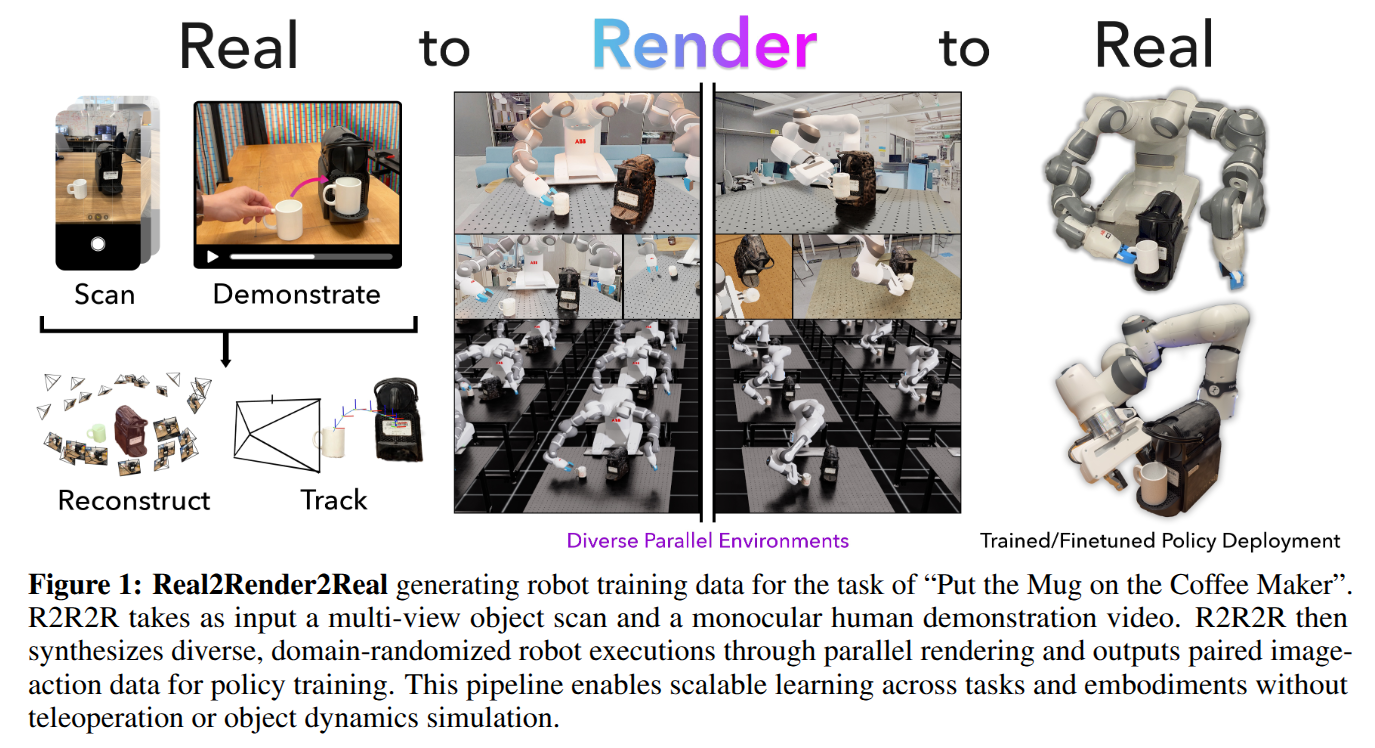 Real to Render to Real
Scan
Demonstrate
Reconstruct
Track
ABB
Diverse Parallel Environments
Trained/Finetuned Policy Deployment
Figure 1: Real2Render2Real generating robot training data for the task of “Put the Mug on the Coffee Maker”.
R2R2R takes as input a multi-view object scan and a monocular human demonstration video. R2R2R then
synthesizes diverse, domain-randomized robot executions through parallel rendering and outputs paired image-
action data for policy training. This pipeline enables scalable learning across tasks and embodiments without
teleoperation or object dynamics simulation.